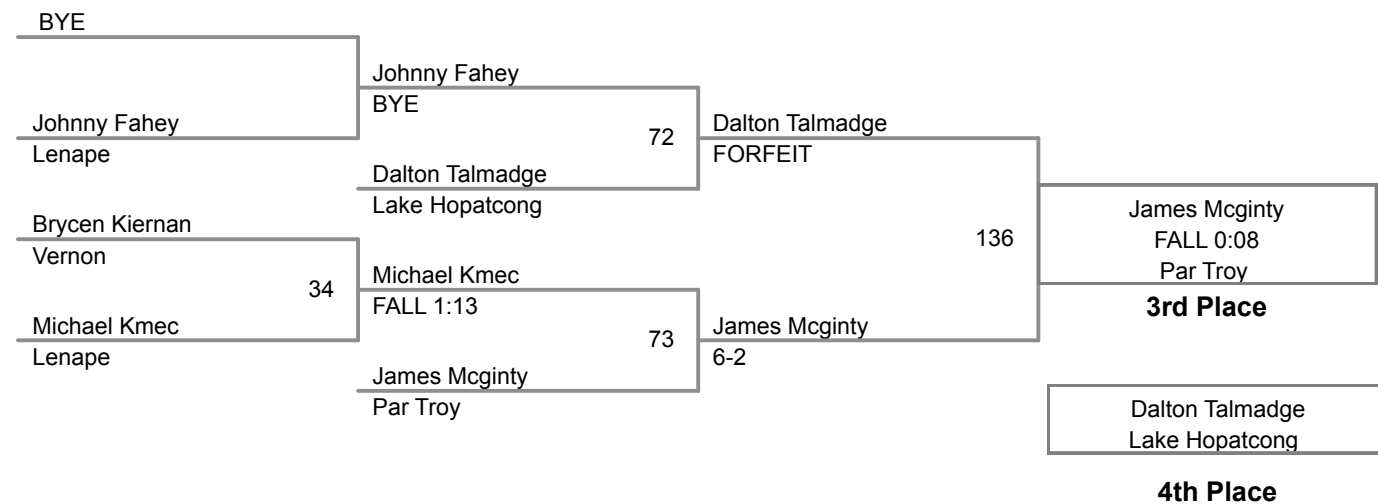 BYE
Johnny Fahey
BYE
Johnny Fahey
Lenape
72
Dalton Talmadge
FORFEIT
Dalton Talmadge
Lake Hopatcong
Brycen Kiernan
Vernon
136
James Mcginty
FALL 0:08
Par Troy
3rd Place
34
Michael Kmec
FALL 1:13
Michael Kmec
Lenape
73
James Mcginty
6-2
James Mcginty
Par Troy
Dalton Talmadge
Lake Hopatcong
4th Place